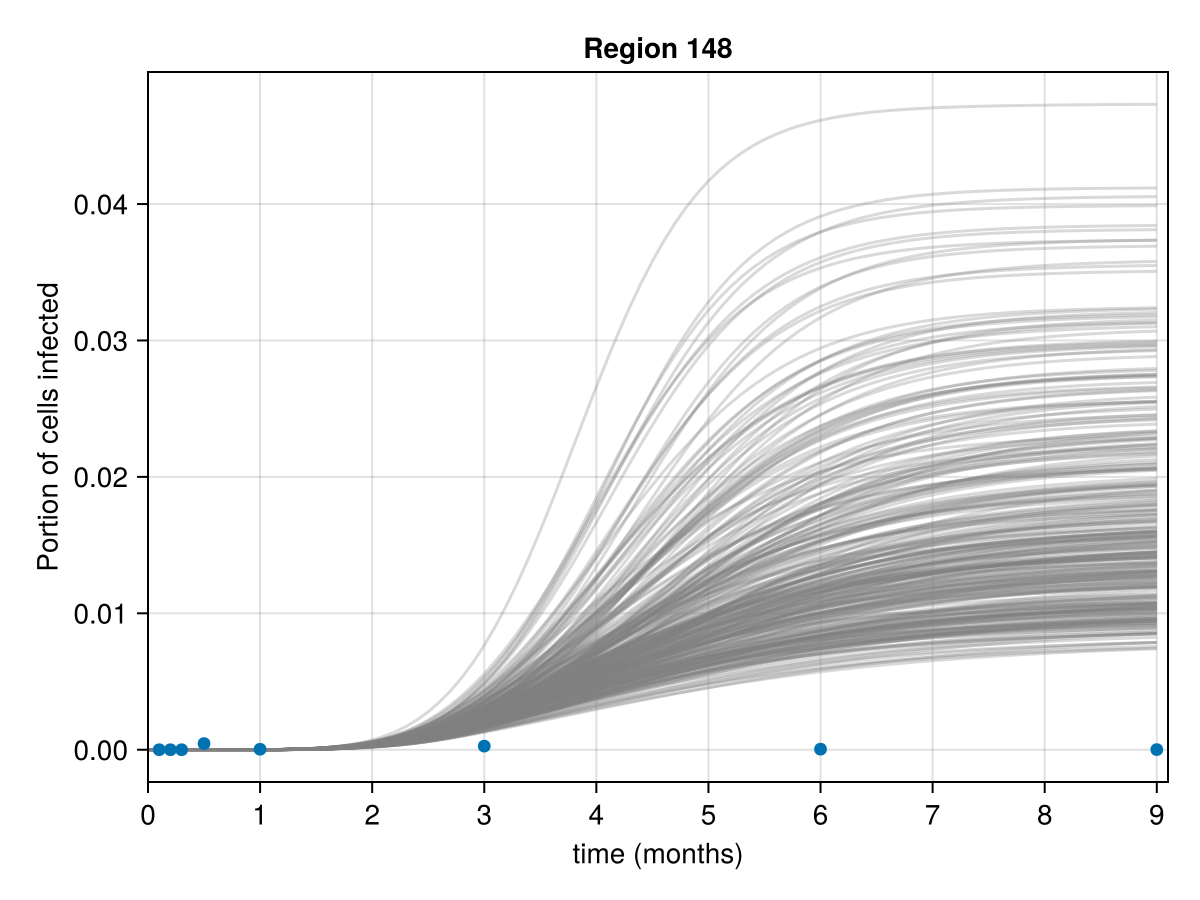 Region 148
Portion of cells infected
0.04
0.03
0.02
0.01
0.00
0 1 2 3 4 5 6 7 8 9
time (months)